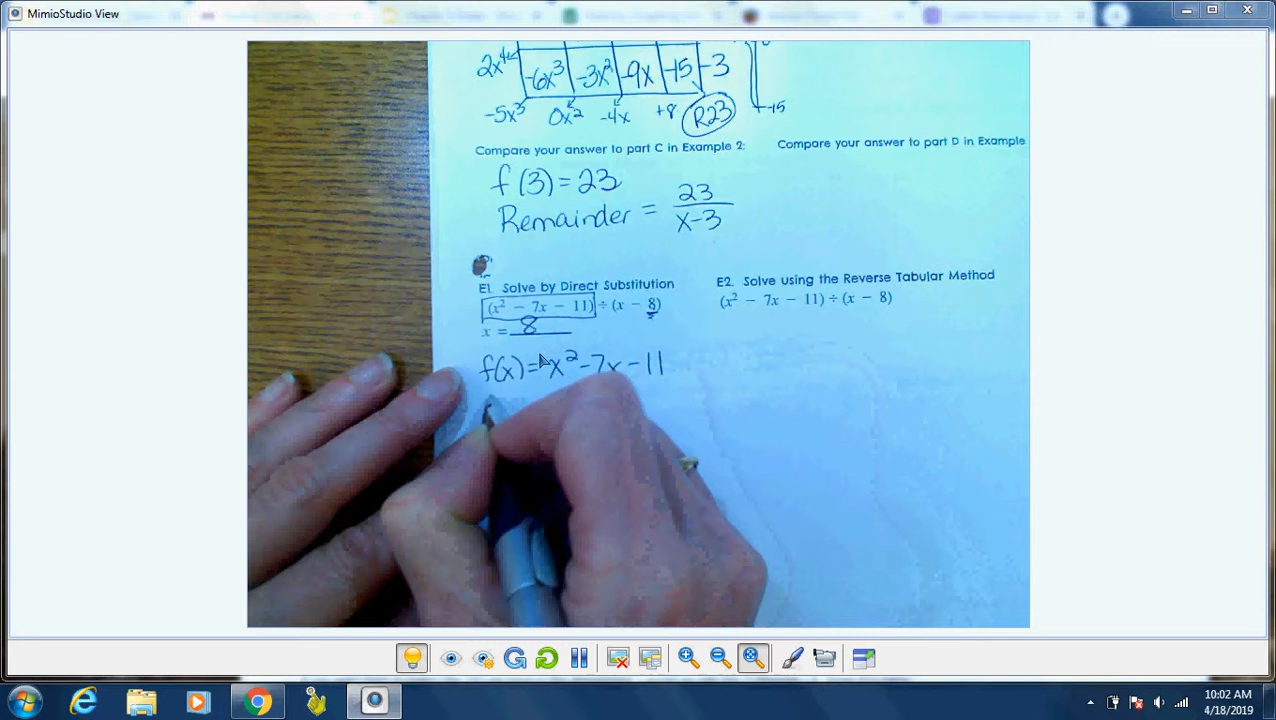 MimioStudio View
2x⁴ -6x³ -3x² -9x -15 -3
-5x³ 0x² -4x +8 R23 -15
Compare your answer to part C in Example 2: Compare your answer to part D in Example
f(3) = 23
Remainder = 23
x-3
E1. Solve by Direct Substitution
(x² − 7x − 11) ÷ (x − 8)
x = 8
f(x) = x² -7x -11
E2. Solve using the Reverse Tabular Method
(x² − 7x − 11) ÷ (x − 8)
10:02 AM
4/18/2019